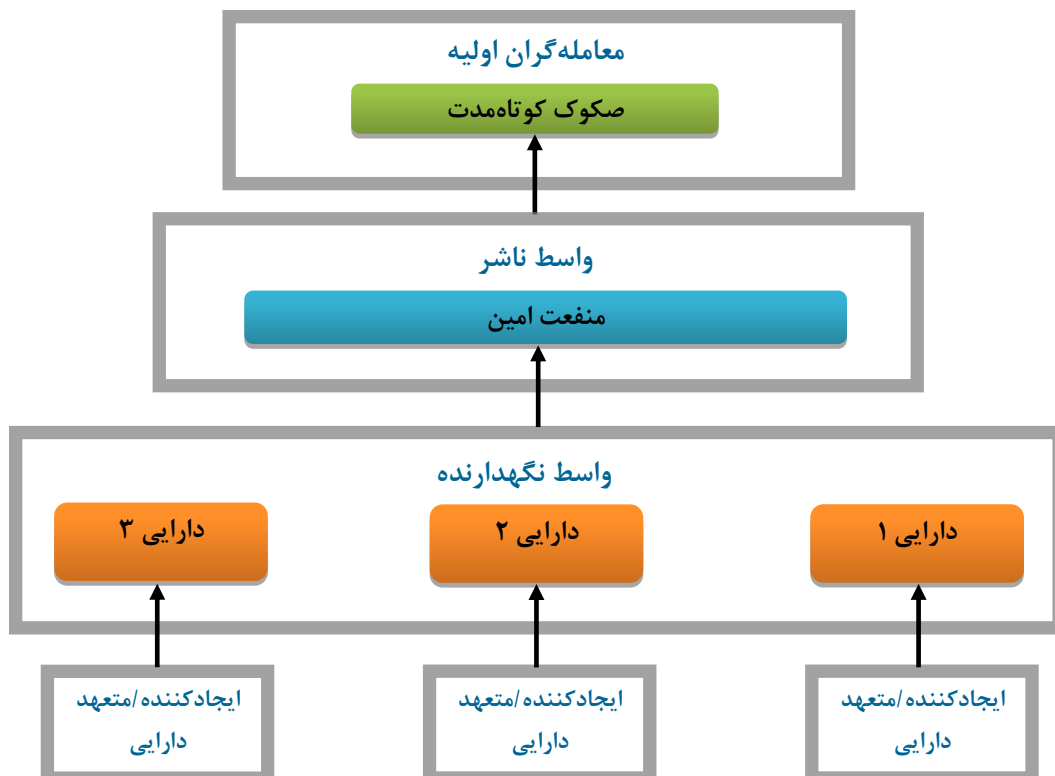 معامله‌گران اولیه
صکوک کوتاه‌مدت
واسط ناشر
منفعت امین
واسط نگهدارنده
دارایی ۱
دارایی ۲
دارایی ۳
ایجادکننده/متعهد
دارایی
ایجادکننده/متعهد
دارایی
ایجادکننده/متعهد
دارایی